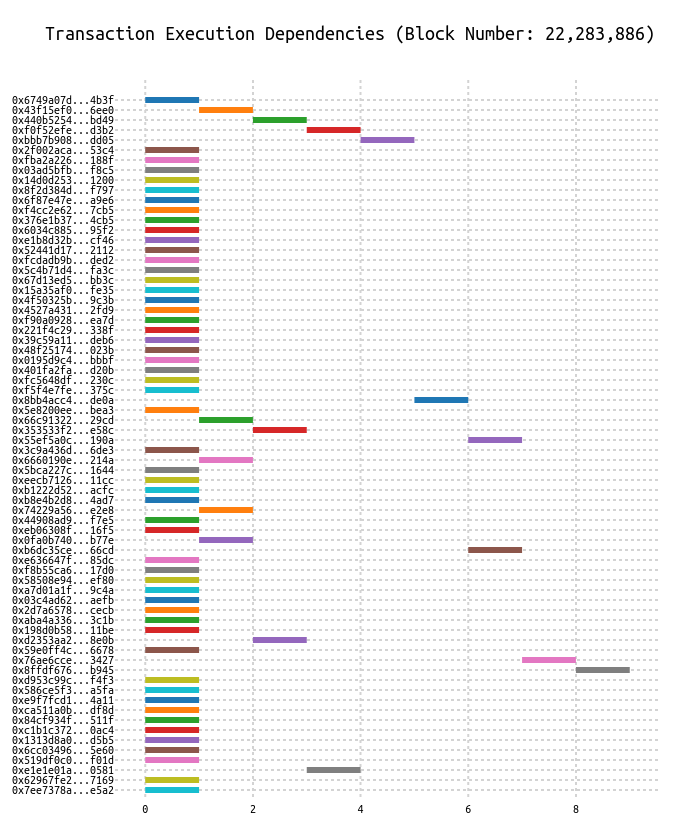 Transaction Execution Dependencies (Block Number: 22,283,886)
0x6749a07d...4b3f
0x43f15ef0...6ee0
0x440b5254...bd49
0xf0f52efe...d3b2
0xbbb7b908...dd05
0x2f002aca...53c4
0xfba2a226...188f
0x03ad5bfb...f8c5
0x14d0d253...1200
0x8f2d384d...f797
0x6f87e47e...a9e6
0xf4cc2e62...7cb5
0x376e1b37...4cb5
0x6034c885...95f2
0xe1b8d32b...cf46
0x52441d17...2112
0xfcdadb9b...ded2
0x5c4b71d4...fa3c
0x67d13ed5...bb3c
0x15a35af0...fe35
0x4f50325b...9c3b
0x4527a431...2fd9
0xf90a0928...ea7d
0x221f4c29...338f
0x39c59a11...deb6
0x48f25174...023b
0x0195d9c4...bbbf
0x401fa2fa...d20b
0xfc5648df...230c
0xf5f4e7fe...375c
0x8bb4acc4...de0a
0x5e8200ee...bea3
0x66c91322...29cd
0x353533f2...e58c
0x55ef5a0c...190a
0x3c9a436d...6de3
0x6660190e...214a
0x5bca227c...1644
0xeecb7126...11cc
0xb1222d52...acfc
0xb8e4b2d8...4ad7
0x74229a56...e2e8
0x44908ad9...f7e5
0xeb06308f...16f5
0x0fa0b740...b77e
0xb6dc35ce...66cd
0xe636647f...85dc
0xf8b55ca6...17d0
0x58508e94...ef80
0xa7d01a1f...9c4a
0x03c4ad62...aefb
0x2d7a6578...cecb
0xaba4a336...3c1b
0x198d0b58...11be
0xd2353aa2...8e0b
0x59e0ff4c...6678
0x76ae6cce...3427
0x8ffdf676...b945
0xd953c99c...f4f3
0x586ce5f3...a5fa
0xe9f7fcd1...4a11
0xca511a0b...df8d
0x84cf934f...511f
0xc1b1c372...0ac4
0x1313d8a0...d5b5
0x6cc03496...5e60
0x519df0c0...f01d
0xe1e1e01a...0581
0x62967fe2...7169
0x7ee7378a...e5a2
0 2 4 6 8